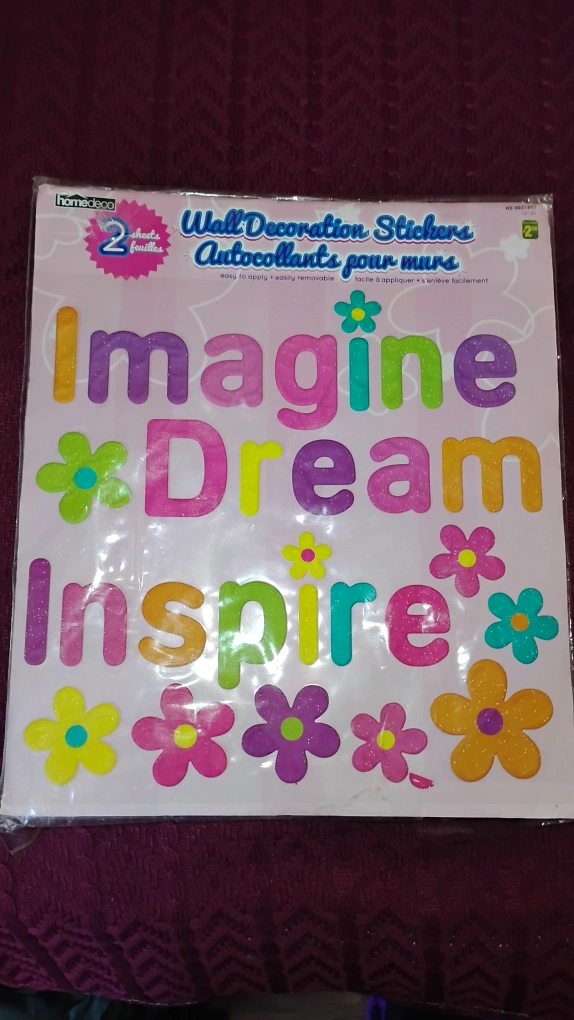 homedeco
2 sheets
feuilles
Wall Decoration Stickers
Autocollants pour murs
easy to apply • easily removable facile à appliquer • s'enlève facilement
Imagine
Dream
Inspire